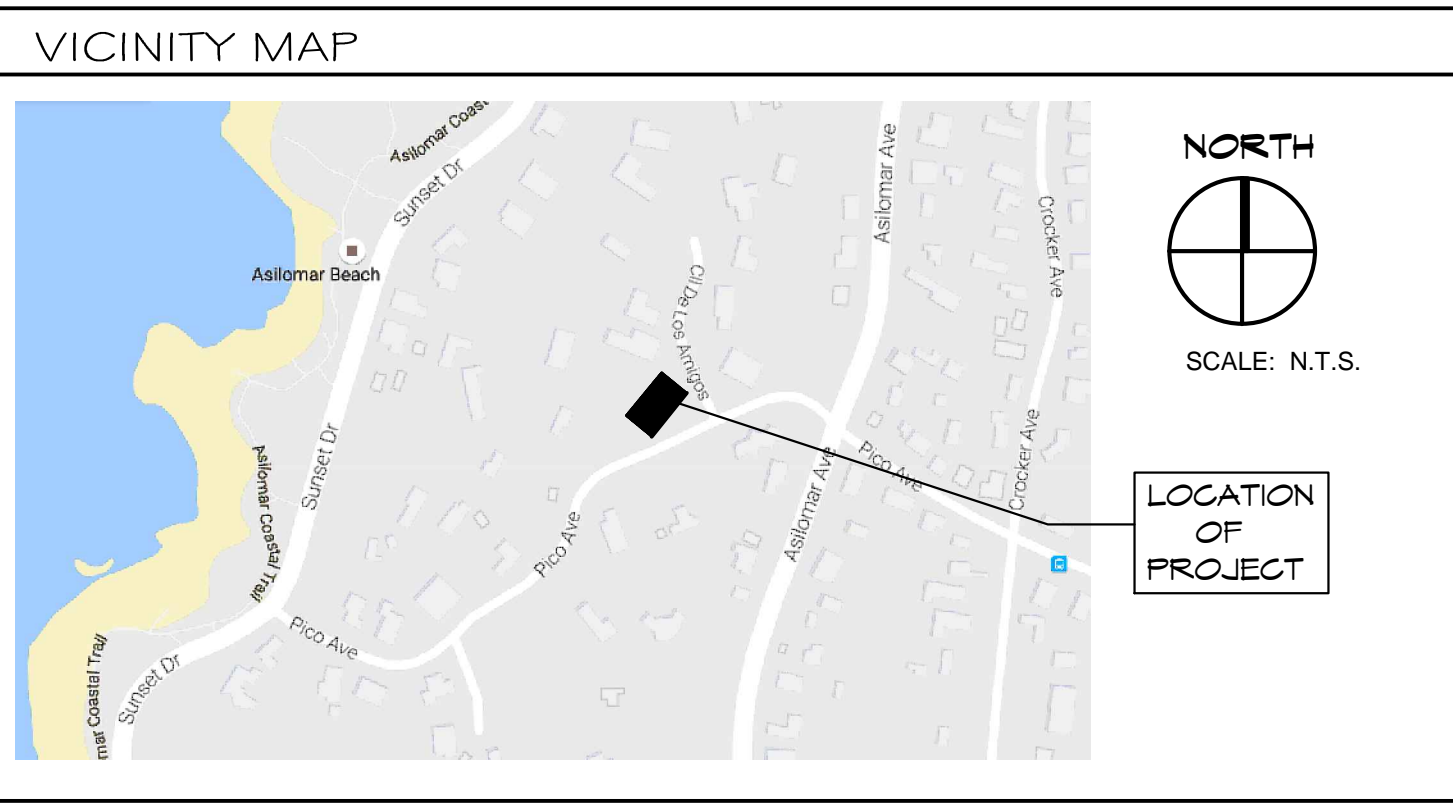 VICINITY MAP
Asilomar Coast
Sunset Dr
Asilomar Beach
Asilomar Ave
Crocker Ave
Cll De Los Amigos
Sunset Dr
Asilomar Coastal Trail
Pico Ave
Asilomar Ave
Pico Ave
Crocker Ave
Pico Ave
Sunset Dr
mar Coastal Trail
NORTH
SCALE: N.T.S.
LOCATION
OF
PROJECT